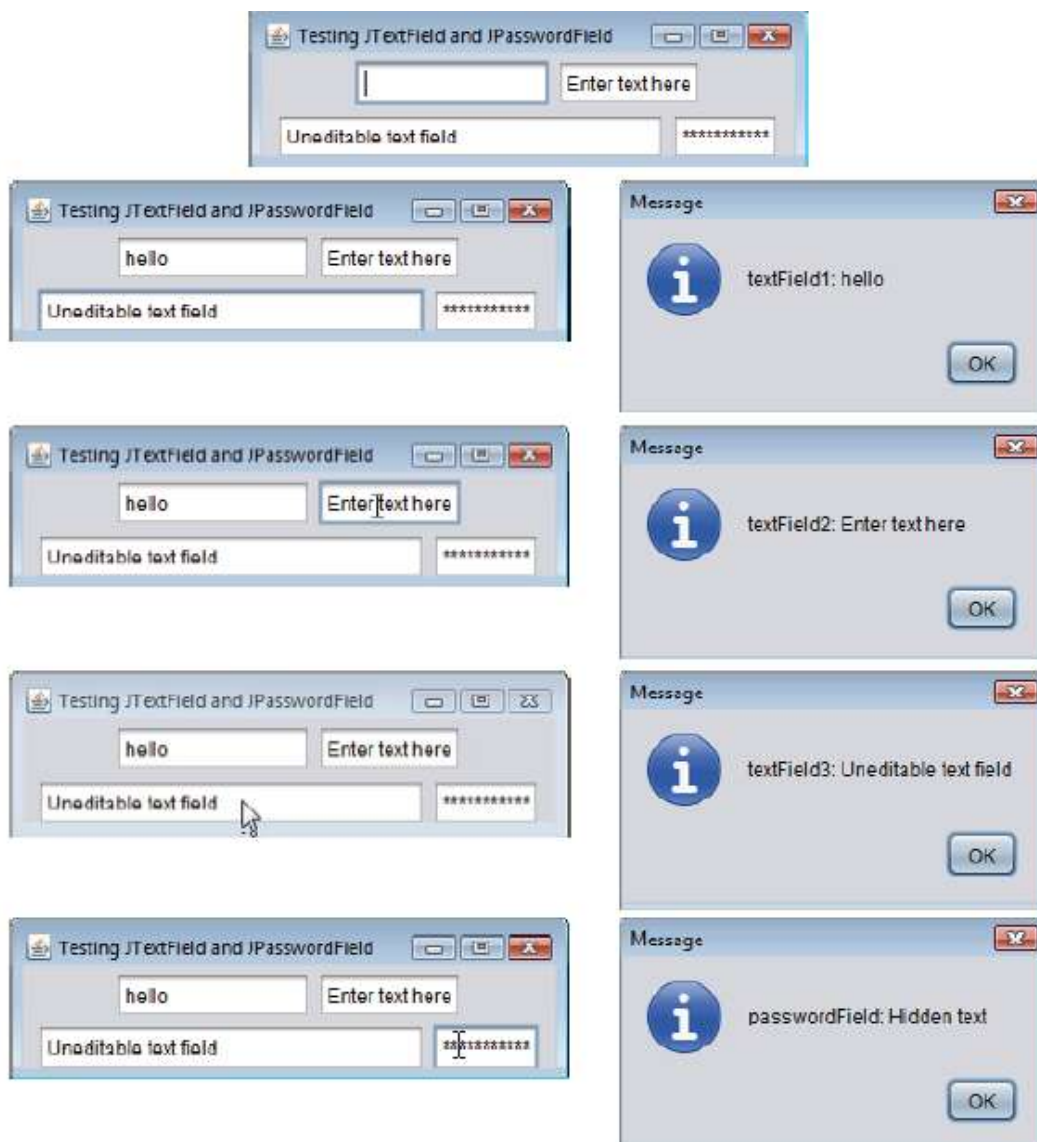 Testing JTextField and JPasswordField
Enter text here
Uneditable text field ***********
Testing JTextField and JPasswordField
hello Enter text here
Uneditable text field ***********
Message
textField1: hello
OK
Testing JTextField and JPasswordField
hello Enter text here
Uneditable text field ***********
Message
textField2: Enter text here
OK
Testing JTextField and JPasswordField
hello Enter text here
Uneditable text field ***********
Message
textField3: Uneditable text field
OK
Testing JTextField and JPasswordField
hello Enter text here
Uneditable text field ***********
Message
passwordField: Hidden text
OK